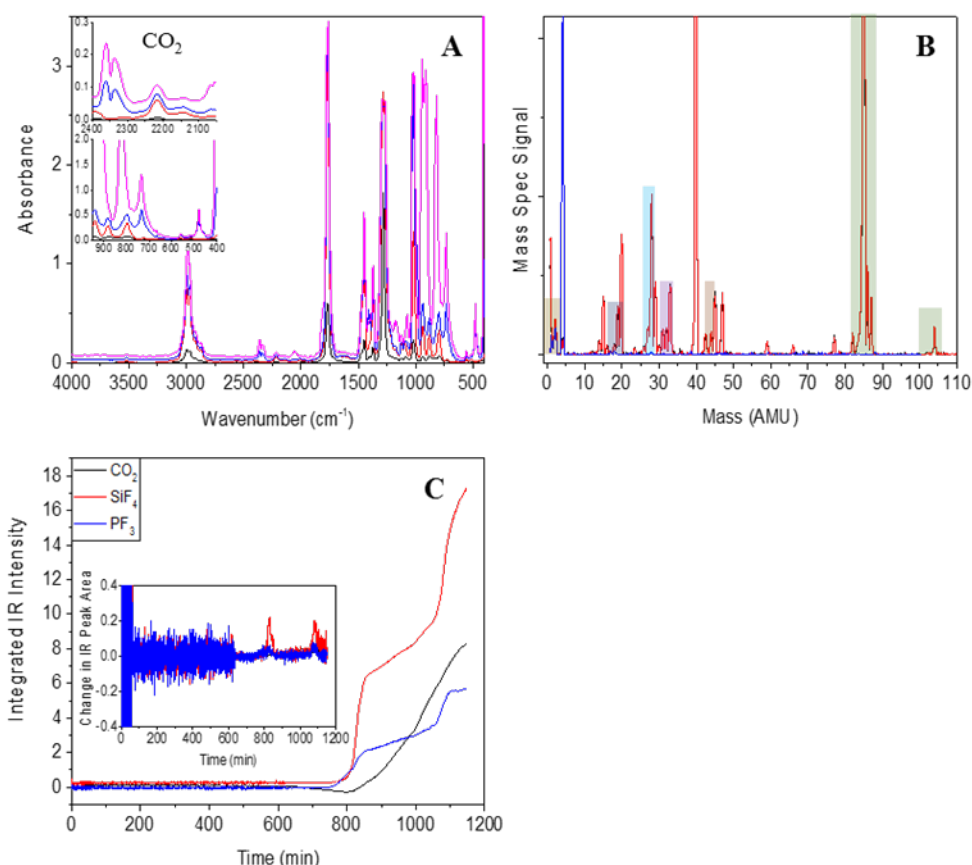 CO2
A
0.3
0.2
0.1
0.0
2400 2300 2200 2100
2.0
1.5
1.0
0.5
0.0
900 800 700 600 500 400
3
2
1
0
Absorbance
4000 3500 3000 2500 2000 1500 1000 500
Wavenumber (cm-1)
B
Mass Spec Signal
0 10 20 30 40 50 60 70 80 90 100 110
Mass (AMU)
C
CO2
SiF4
PF3
18
16
14
12
10
8
6
4
2
0
Integrated IR Intensity
0.4
0.2
0.0
-0.2
-0.4
Change in IR Peak Area
0 200 400 600 800 1000 1200
Time (min)
0 200 400 600 800 1000 1200
Time (min)